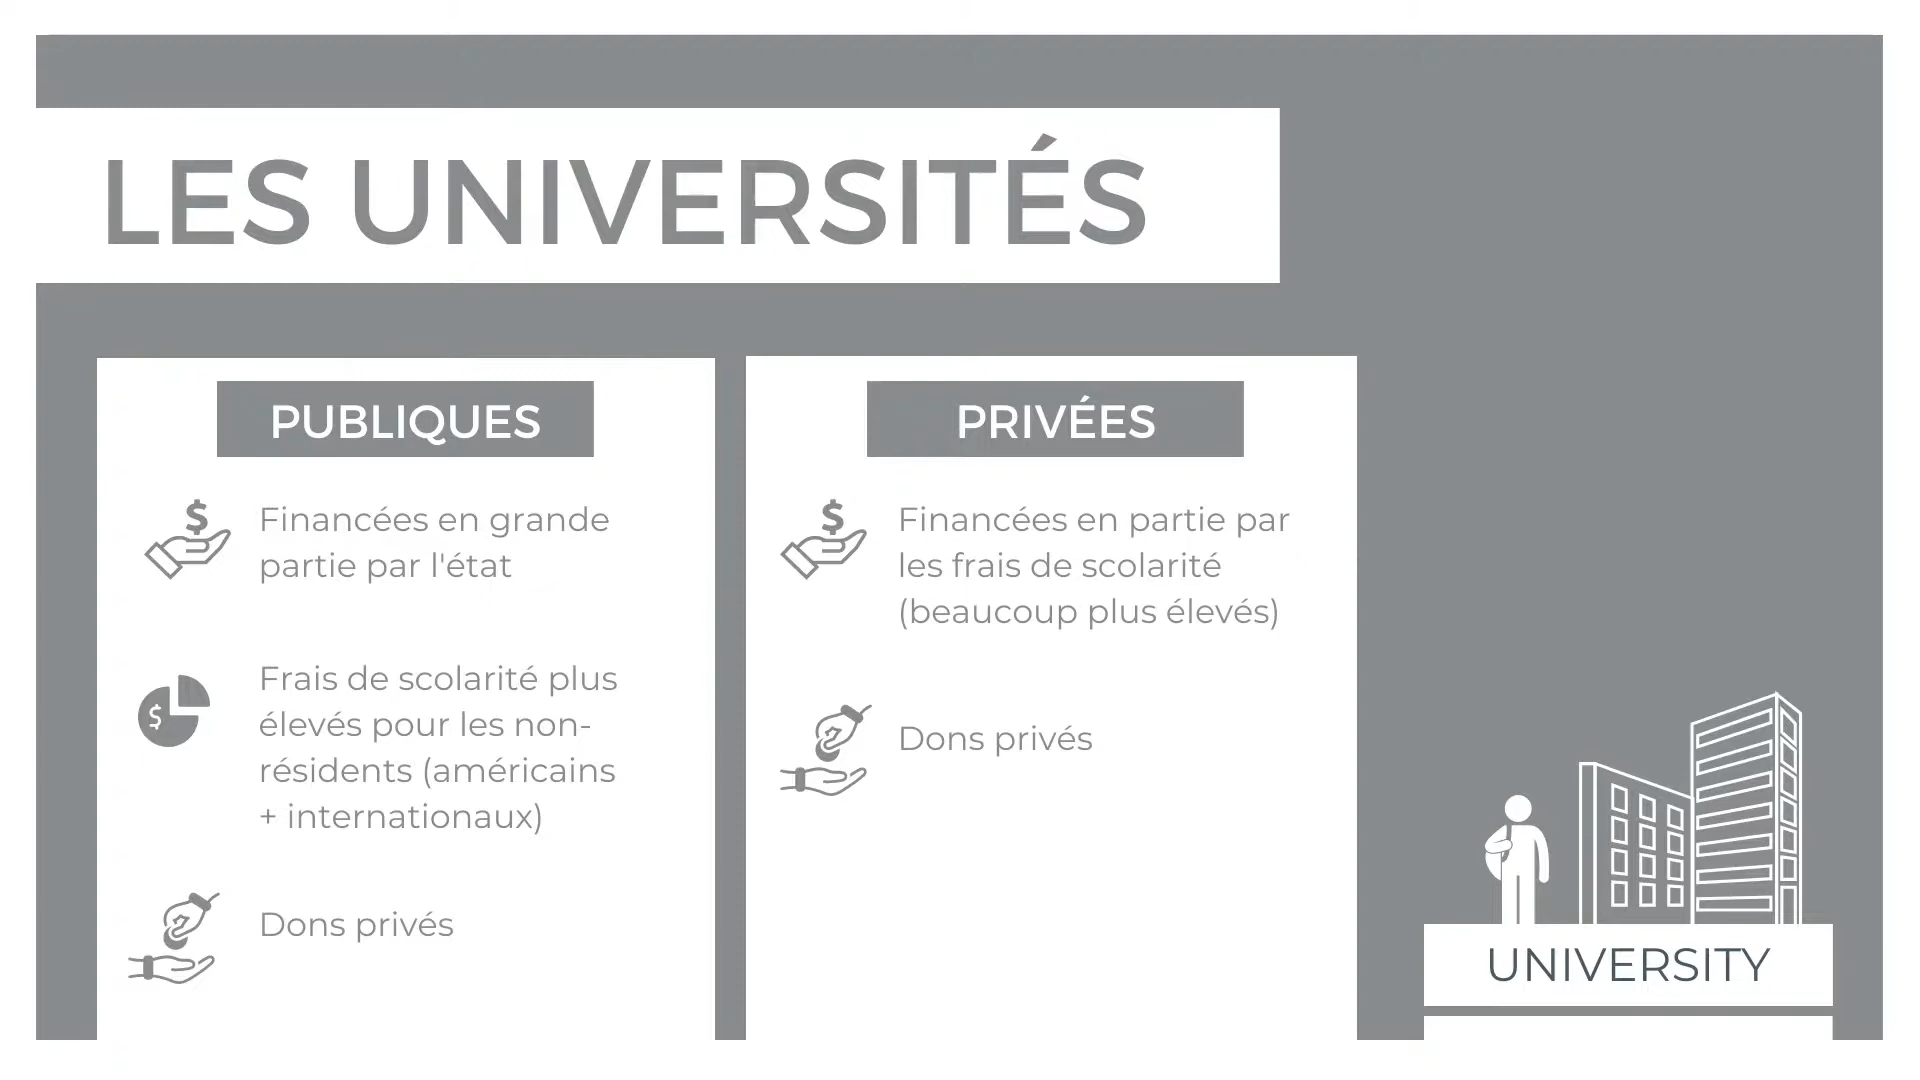 LES UNIVERSITÉS
PUBLIQUES
$
Financées en grande
partie par l'état
$
Frais de scolarité plus
élevés pour les non-
résidents (américains
+ internationaux)
Dons privés
PRIVÉES
$
Financées en partie par
les frais de scolarité
(beaucoup plus élevés)
Dons privés
UNIVERSITY